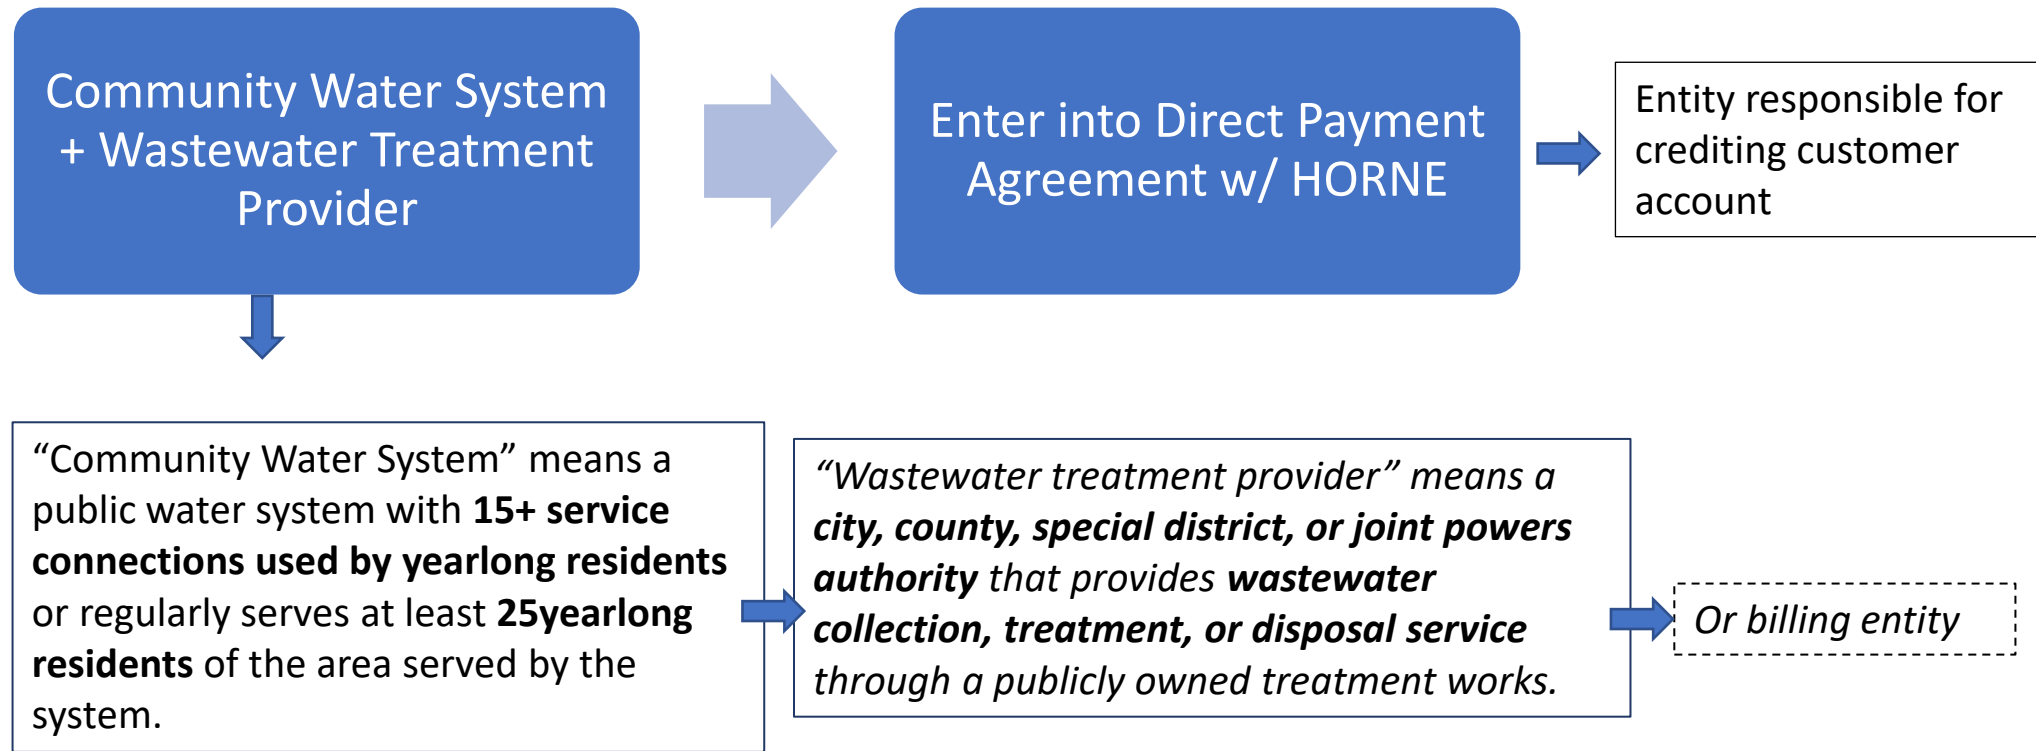 Community Water System
+ Wastewater Treatment
Provider
Enter into Direct Payment
Agreement w/ HORNE
Entity responsible for
crediting customer
account
“Community Water System” means a
public water system with 15+ service
connections used by yearlong residents
or regularly serves at least 25yearlong
residents of the area served by the
system.
“Wastewater treatment provider” means a
city, county, special district, or joint powers
authority that provides wastewater
collection, treatment, or disposal service
through a publicly owned treatment works.
Or billing entity